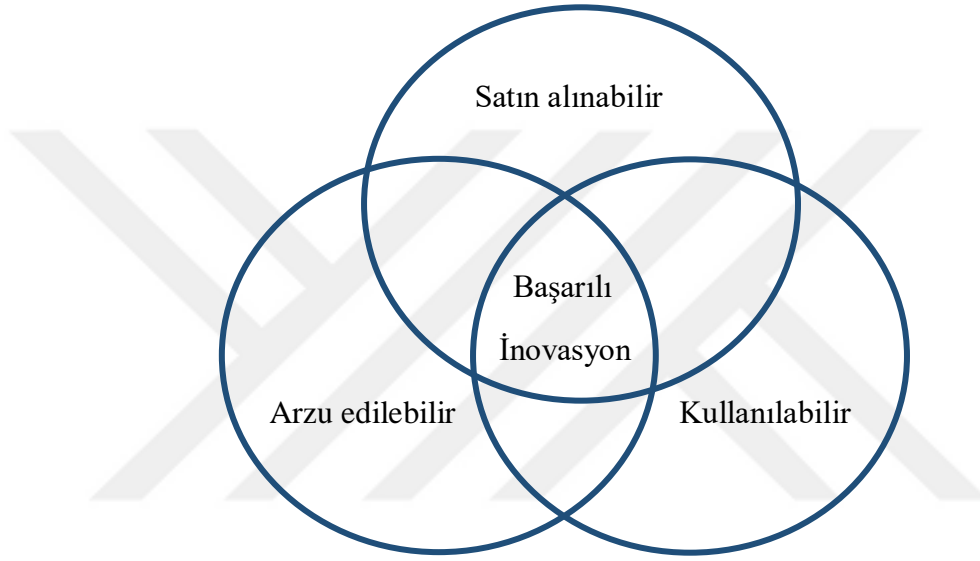 Satın alınabilir
Başarılı
İnovasyon
Arzu edilebilir
Kullanılabilir